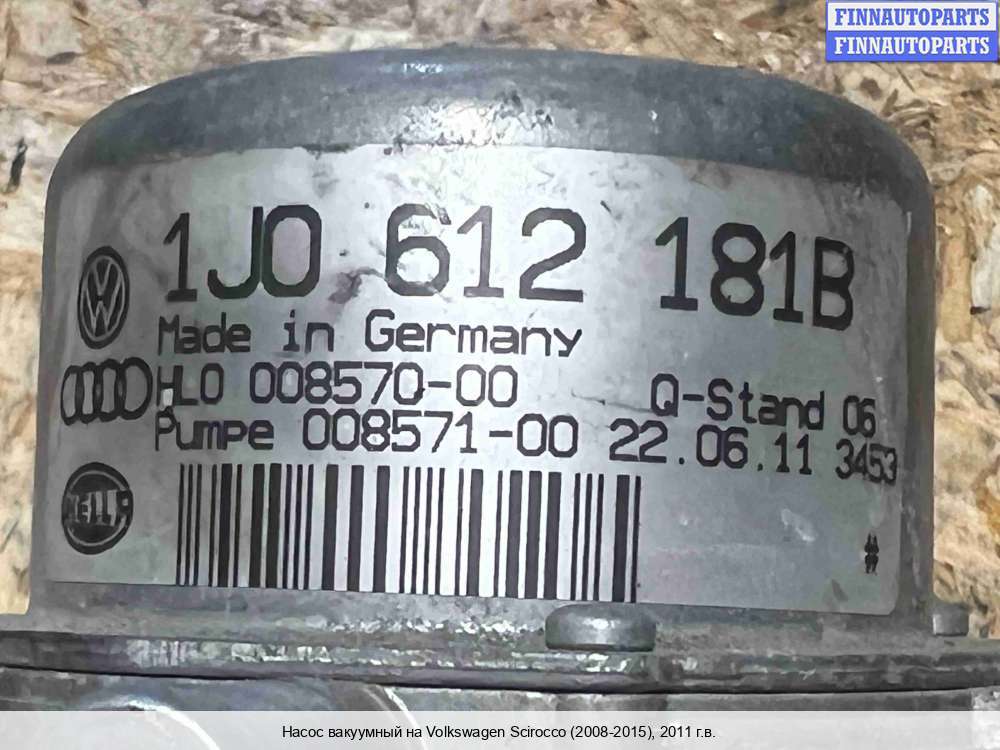 FINNAUTOPARTS
FINNAUTOPARTS
1J0 612 181B
Made in Germany
HLO 008570-00 Q-Stand 06
Pumpe 008571-00 22.06.11 3453
HELLA
Насос вакуумный на Volkswagen Scirocco (2008-2015), 2011 г.в.